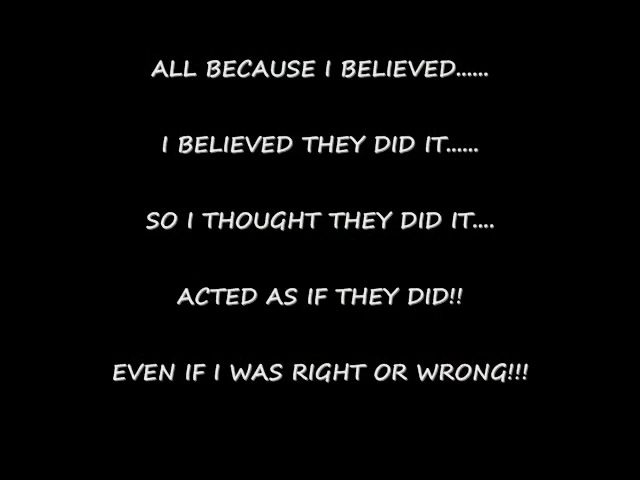 ALL BECAUSE I BELIEVED......
I BELIEVED THEY DID IT......
SO I THOUGHT THEY DID IT....
ACTED AS IF THEY DID!!
EVEN IF I WAS RIGHT OR WRONG!!!